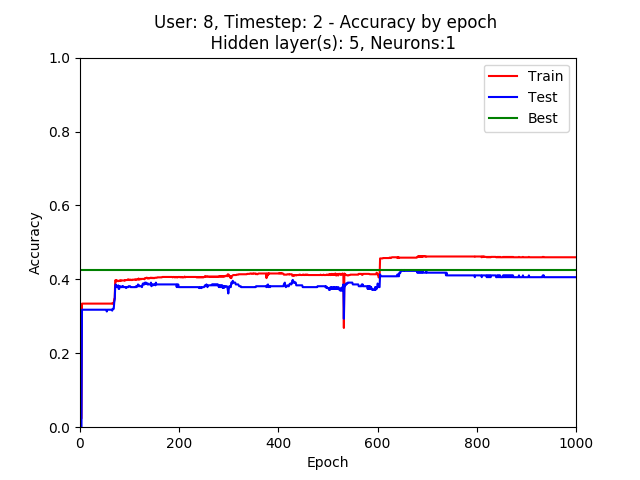 User: 8, Timestep: 2 - Accuracy by epoch
Hidden layer(s): 5, Neurons:1
1.0
0.8
0.6
0.4
0.2
0.0
Accuracy
Train
Test
Best
0 200 400 600 800 1000
Epoch